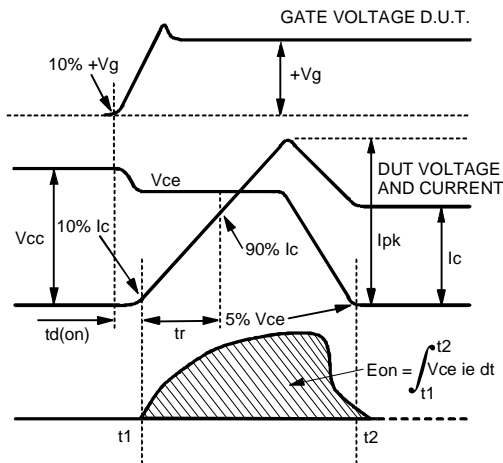 GATE VOLTAGE D.U.T.
10% +Vg
+Vg
Vce
DUT VOLTAGE
AND CURRENT
Vcc
10% Ic
90% Ic
Ipk
Ic
td(on)
tr
5% Vce
Eon = ∫ Vce ie dt
t2
t1
t1
t2